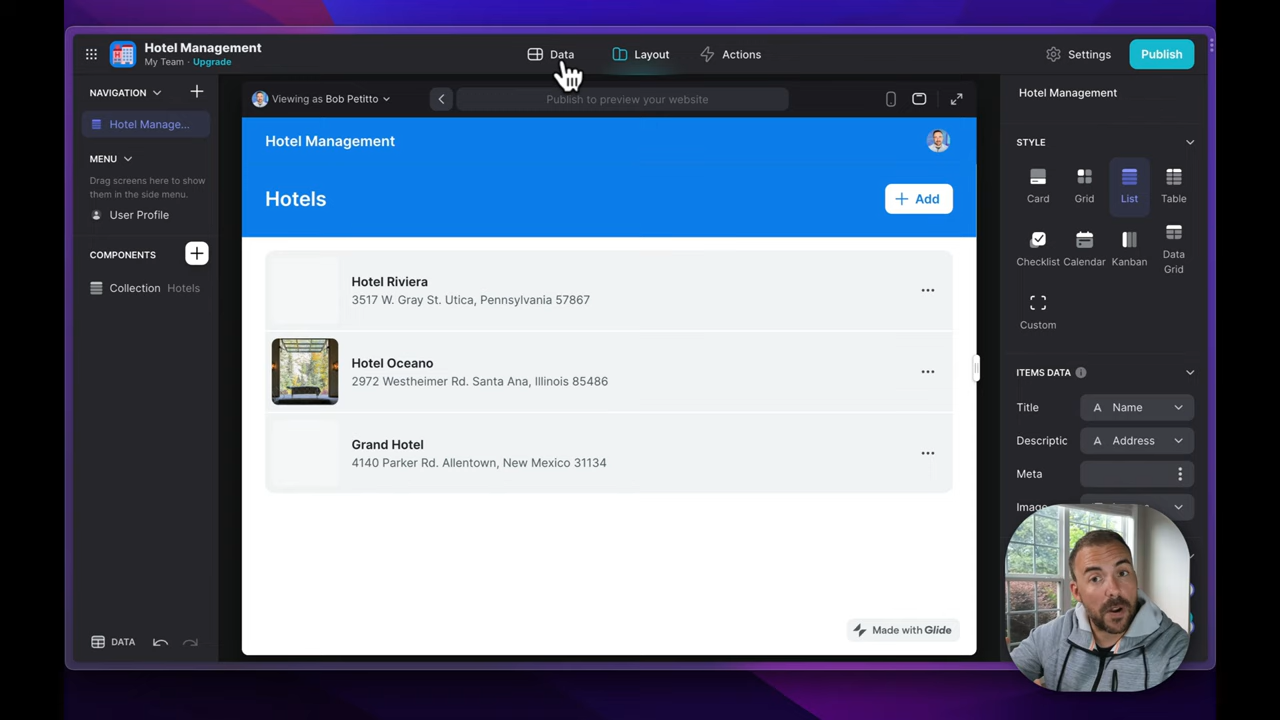 Hotel Management
My Team · Upgrade
Data
Layout
Actions
Settings
Publish
NAVIGATION
Hotel Manage...
MENU
Drag screens here to show
them in the side menu.
User Profile
COMPONENTS
Collection Hotels
DATA
Viewing as Bob Petitto
Publish to preview your website
Hotel Management
Hotels
+ Add
Hotel Riviera
3517 W. Gray St. Utica, Pennsylvania 57867
Hotel Oceano
2972 Westheimer Rd. Santa Ana, Illinois 85486
Grand Hotel
4140 Parker Rd. Allentown, New Mexico 31134
Made with Glide
Hotel Management
STYLE
Card Grid List Table
Checklist Calendar Kanban Data Grid
Custom
ITEMS DATA
Title A Name
Descriptic A Address
Meta